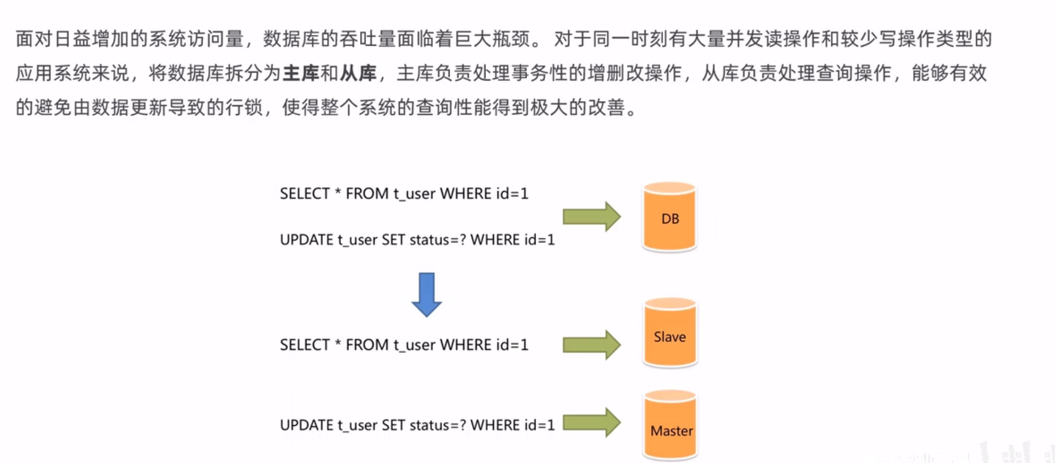 面对日益增加的系统访问量，数据库的吞吐量面临着巨大瓶颈。 对于同一时刻有大量并发读操作和较少写操作类型的
应用系统来说，将数据库拆分为主库和从库，主库负责处理事务性的增删改操作，从库负责处理查询操作，能够有效
的避免由数据更新导致的行锁，使得整个系统的查询性能得到极大的改善。
SELECT * FROM t_user WHERE id=1
DB
UPDATE t_user SET status=? WHERE id=1
SELECT * FROM t_user WHERE id=1
Slave
UPDATE t_user SET status=? WHERE id=1
Master